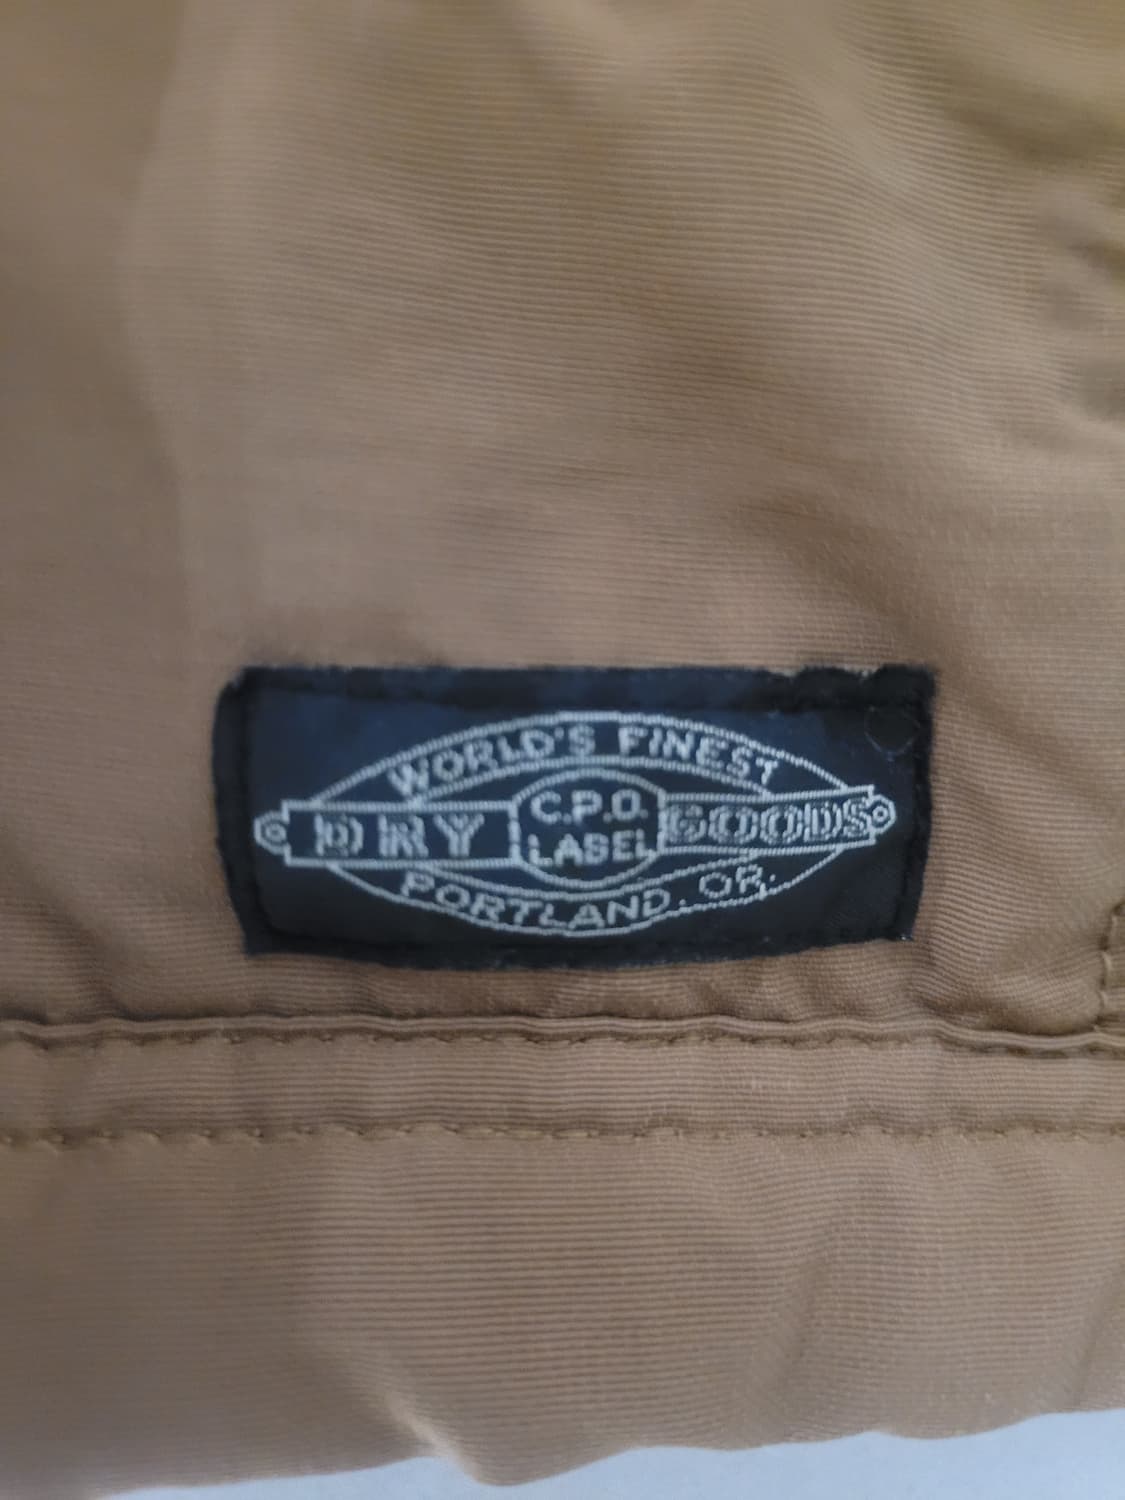 WORLD'S FINEST
DRY C.P.O. GOODS
LABEL
PORTLAND. OR.